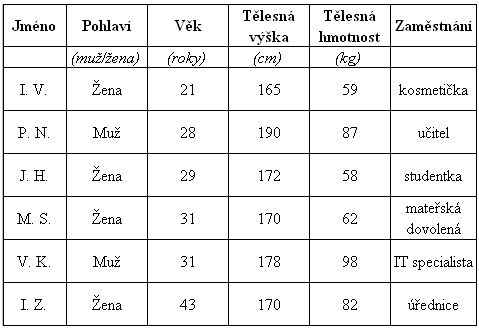 Jméno Pohlaví Věk Tělesná výška Tělesná hmotnost Zaměstnání
(muž/žena) (roky) (cm) (kg)
I. V. Žena 21 165 59 kosmetička
P. N. Muž 28 190 87 učitel
J. H. Žena 29 172 58 studentka
M. S. Žena 31 170 62 mateřská dovolená
V. K. Muž 31 178 98 IT specialista
I. Z. Žena 43 170 82 úřednice